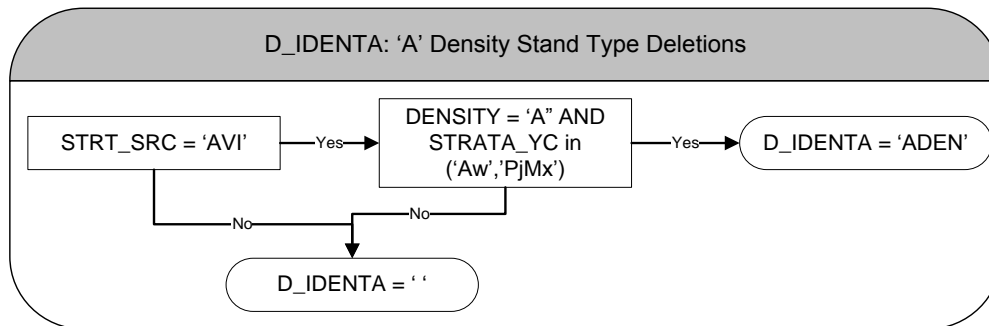 D_IDENTA: ‘A’ Density Stand Type Deletions
STRT_SRC = ‘AVI’
Yes
DENSITY = ‘A” AND
STRATA_YC in
(‘Aw’,’PjMx’)
Yes
D_IDENTA = ‘ADEN’
No
No
D_IDENTA = ‘ ‘